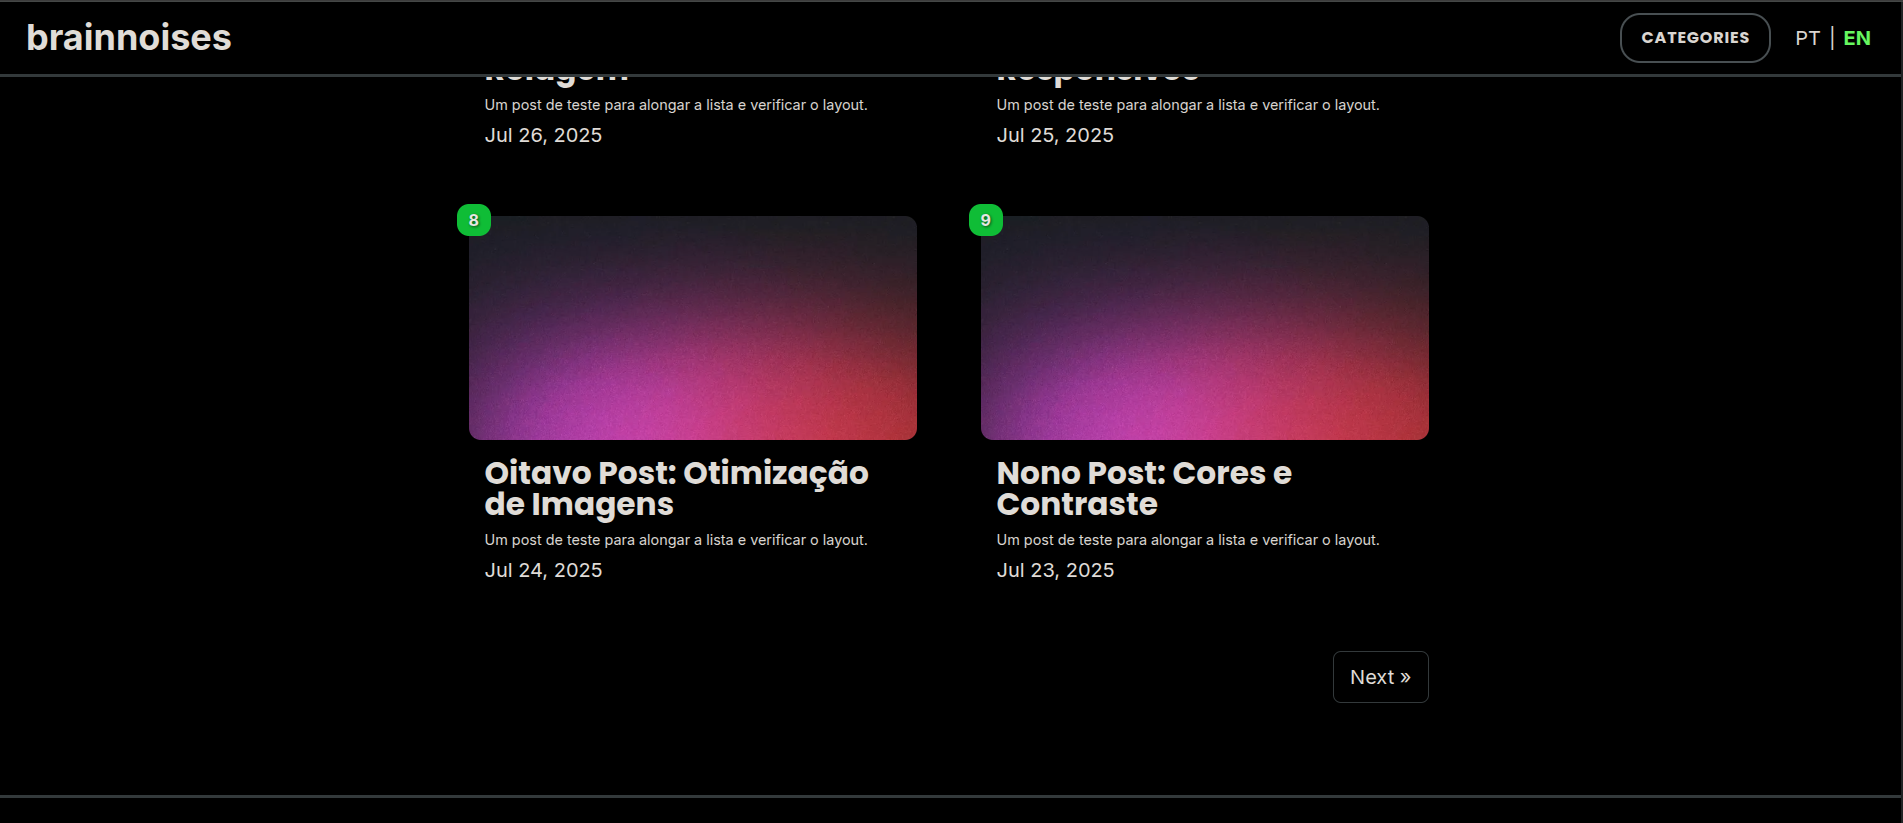 brainnoises
CATEGORIES
PT | EN
Um post de teste para alongar a lista e verificar o layout.
Jul 26, 2025
Um post de teste para alongar a lista e verificar o layout.
Jul 25, 2025
8
Oitavo Post: Otimização
de Imagens
Um post de teste para alongar a lista e verificar o layout.
Jul 24, 2025
9
Nono Post: Cores e
Contraste
Um post de teste para alongar a lista e verificar o layout.
Jul 23, 2025
Next »